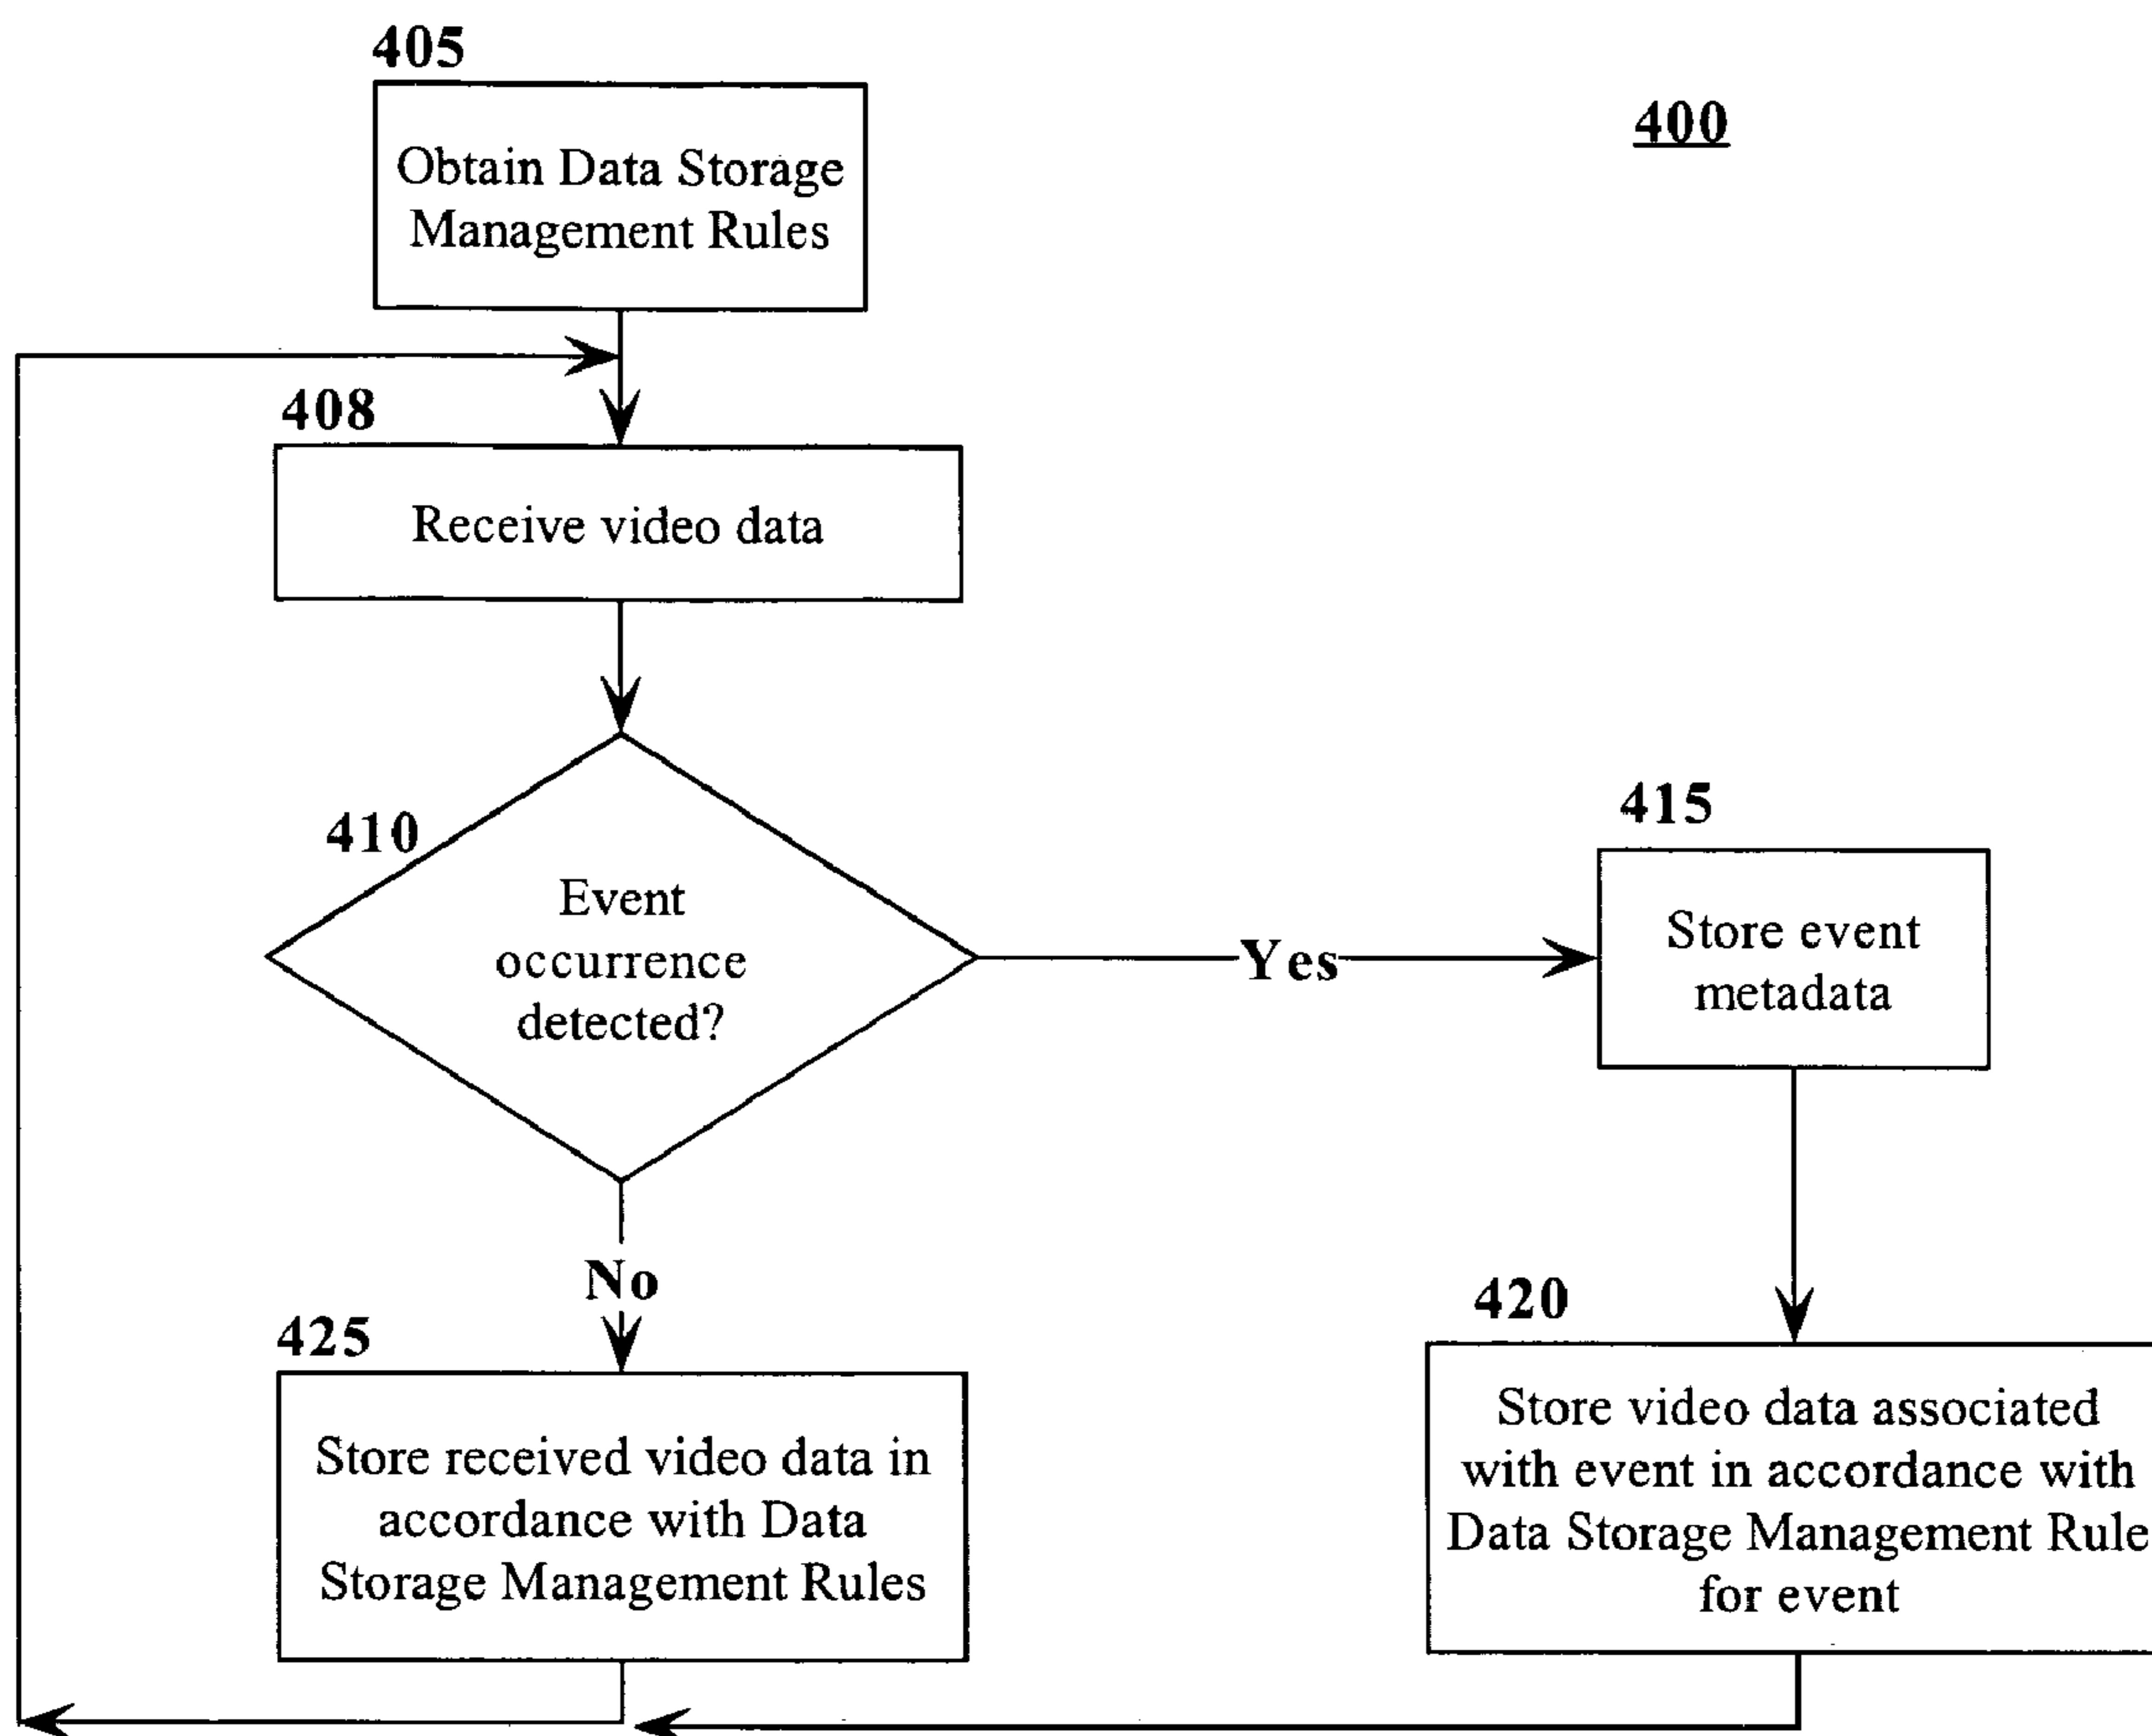 405
400
Obtain Data Storage
Management Rules
408
Receive video data
410
Event
occurrence
detected?
Yes
415
Store event
metadata
No
425
Store received video data in
accordance with Data
Storage Management Rules
420
Store video data associated
with event in accordance with
Data Storage Management Rule
for event